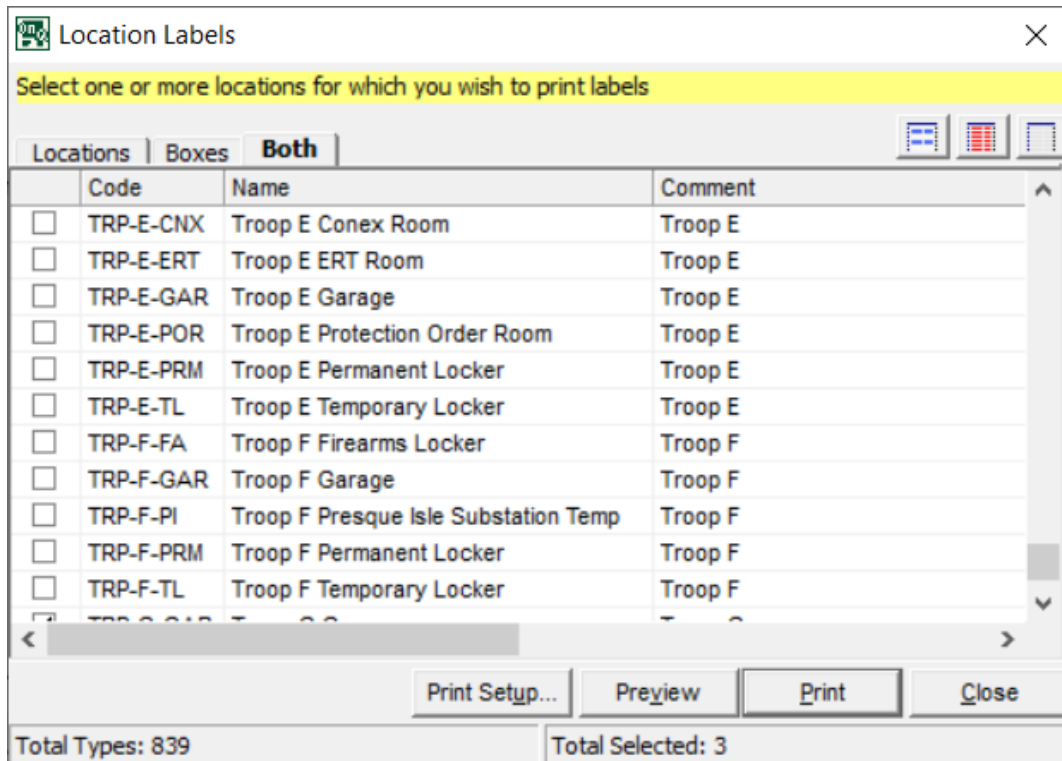 Location Labels
Select one or more locations for which you wish to print labels
Locations Boxes Both
Code Name Comment
TRP-E-CNX Troop E Conex Room Troop E
TRP-E-ERT Troop E ERT Room Troop E
TRP-E-GAR Troop E Garage Troop E
TRP-E-POR Troop E Protection Order Room Troop E
TRP-E-PRM Troop E Permanent Locker Troop E
TRP-E-TL Troop E Temporary Locker Troop E
TRP-F-FA Troop F Firearms Locker Troop F
TRP-F-GAR Troop F Garage Troop F
TRP-F-PI Troop F Presque Isle Substation Temp Troop F
TRP-F-PRM Troop F Permanent Locker Troop F
TRP-F-TL Troop F Temporary Locker Troop F
Print Setup... Preview Print Close
Total Types: 839 Total Selected: 3